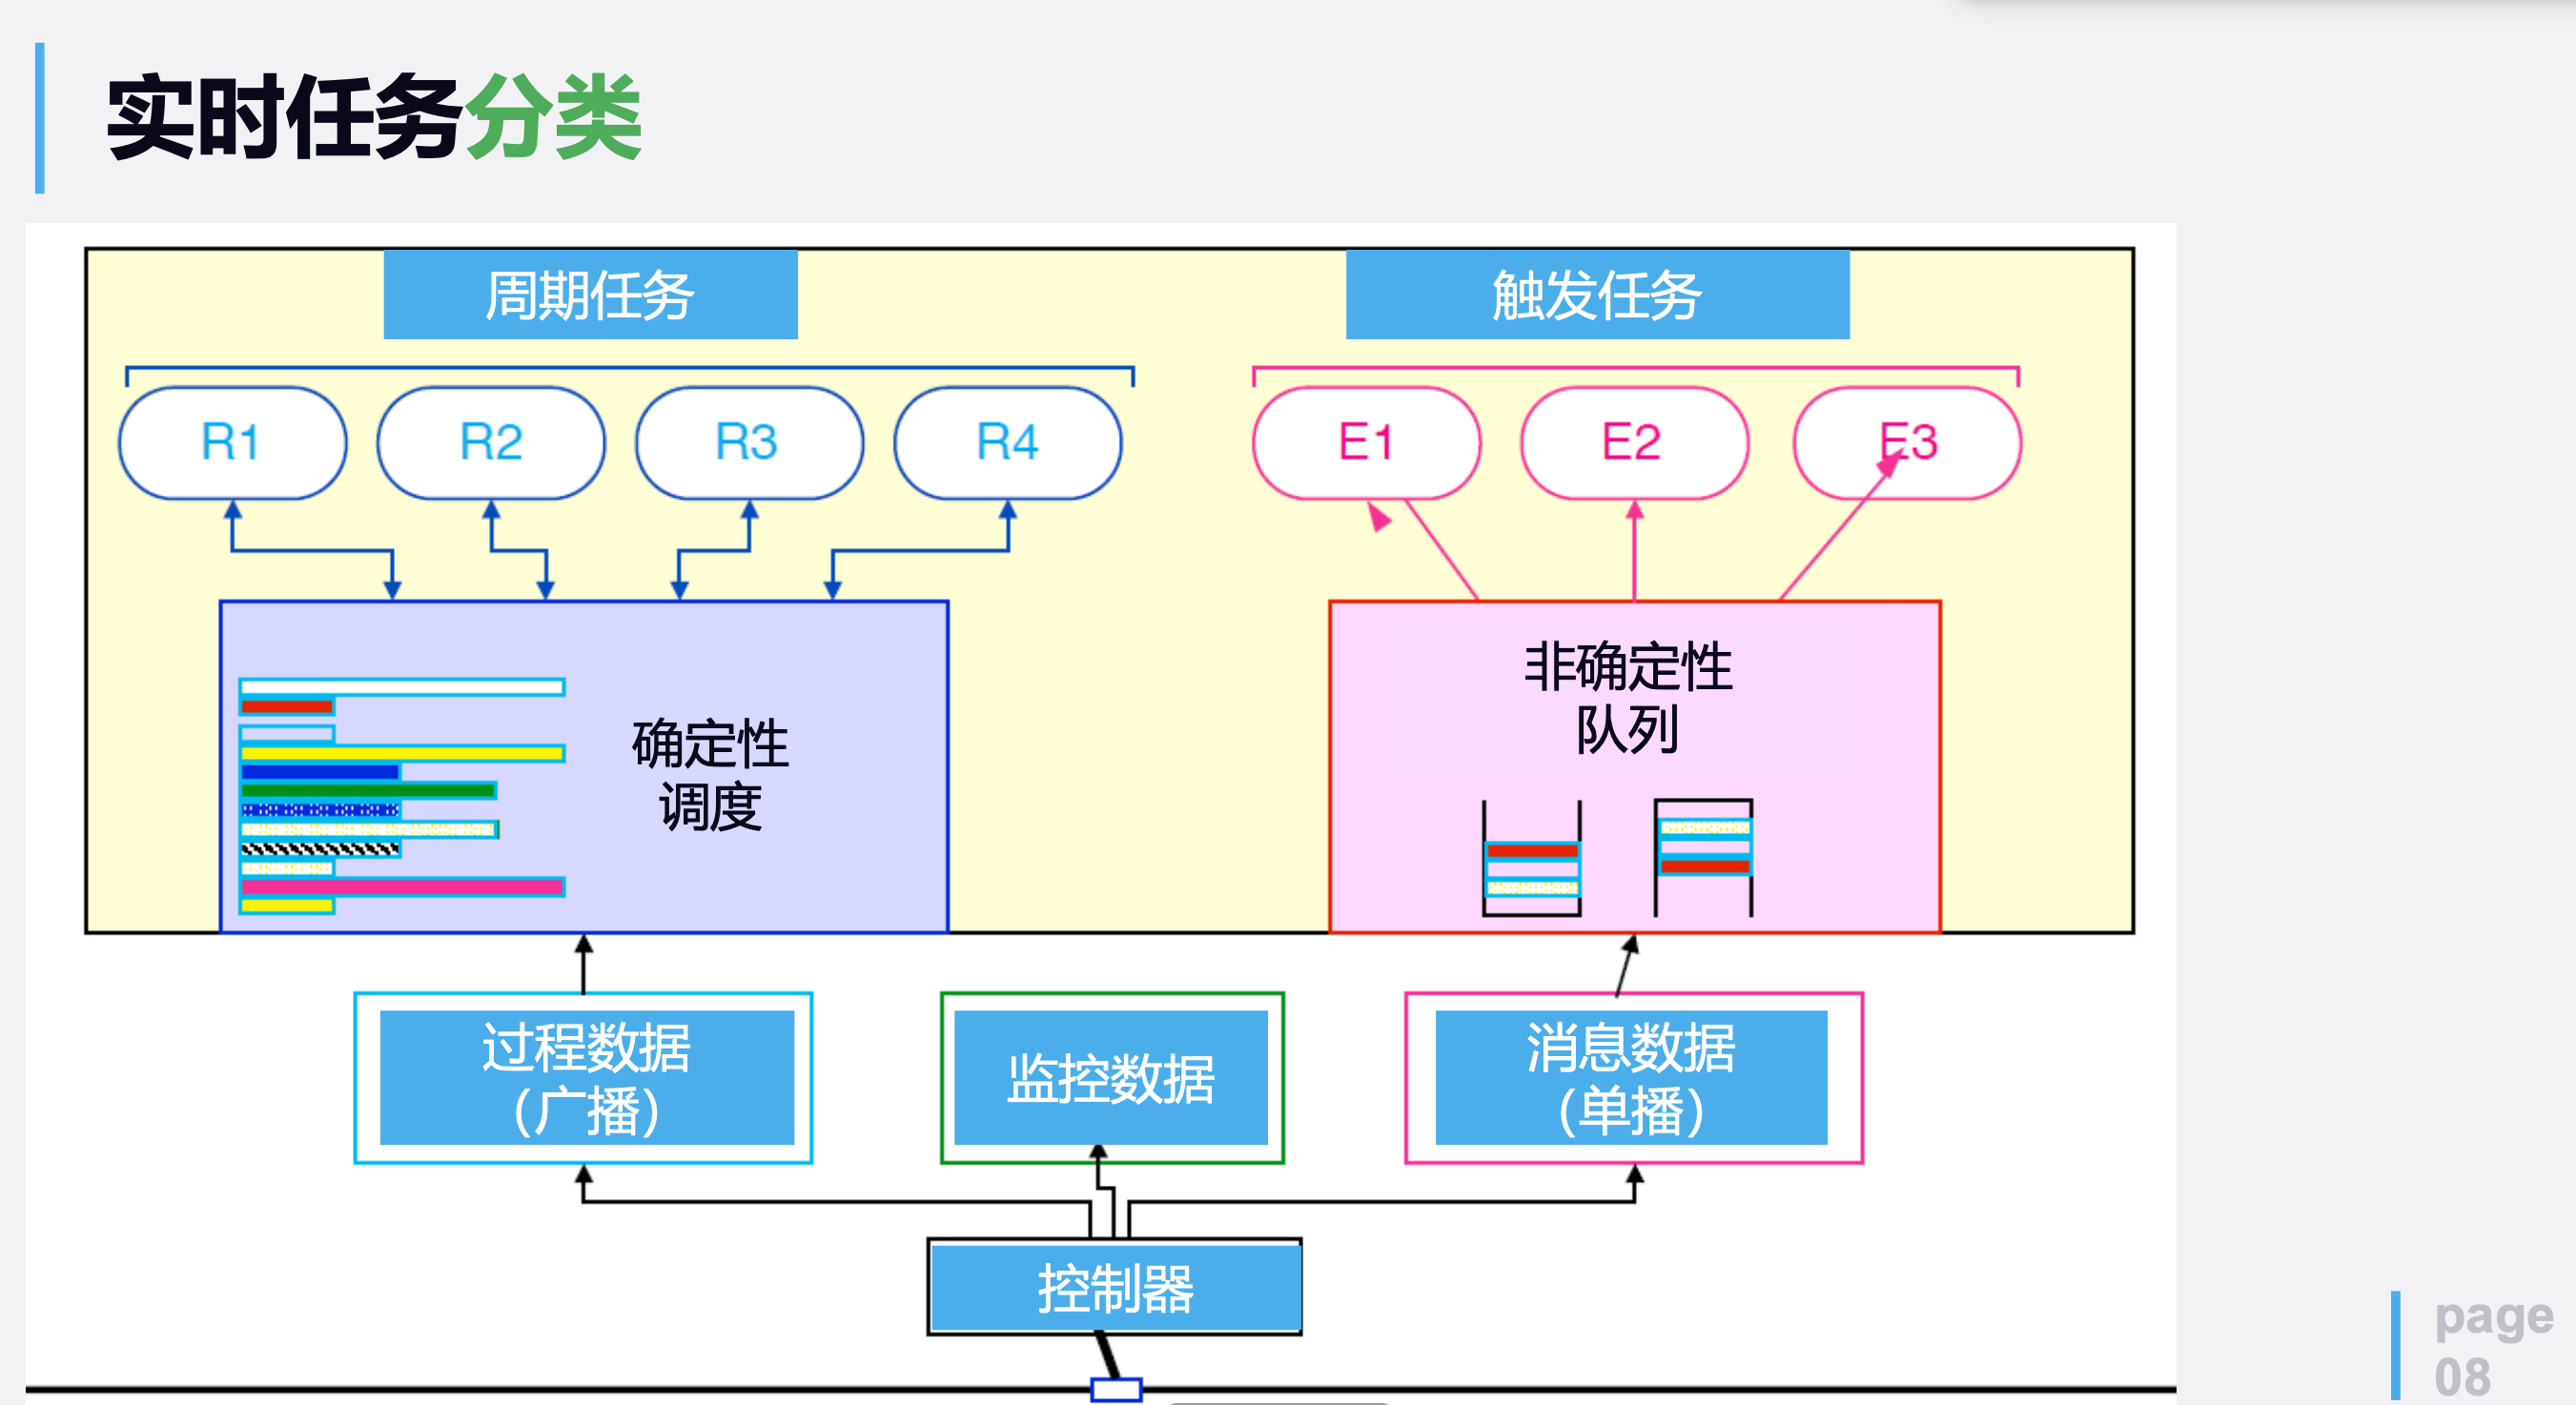 实时任务分类
周期任务
触发任务
R1
R2
R3
R4
E1
E2
E3
确定性
调度
非确定性
队列
过程数据
(广播)
监控数据
消息数据
(单播)
控制器
page
08